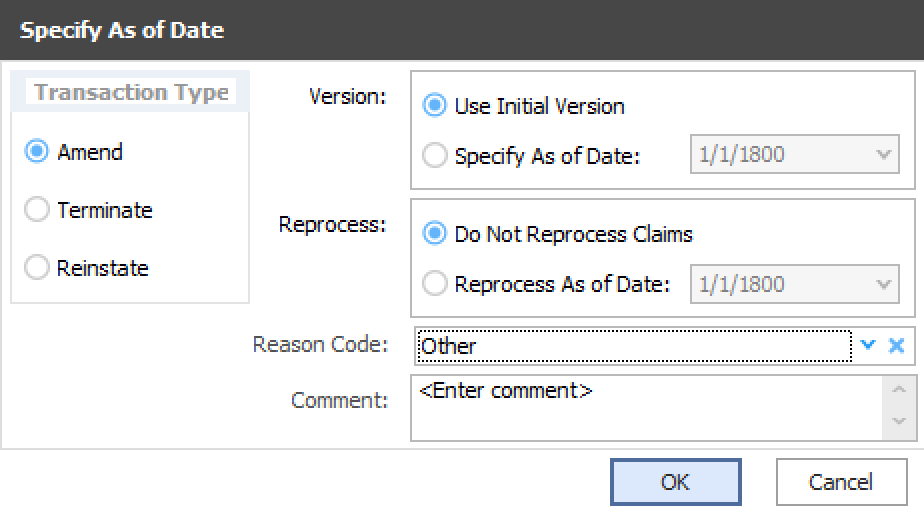 Specify As of Date
Transaction Type
Amend
Terminate
Reinstate
Version:
Use Initial Version
Specify As of Date: 1/1/1800
Reprocess:
Do Not Reprocess Claims
Reprocess As of Date: 1/1/1800
Reason Code: Other
Comment: <Enter comment>
OK Cancel